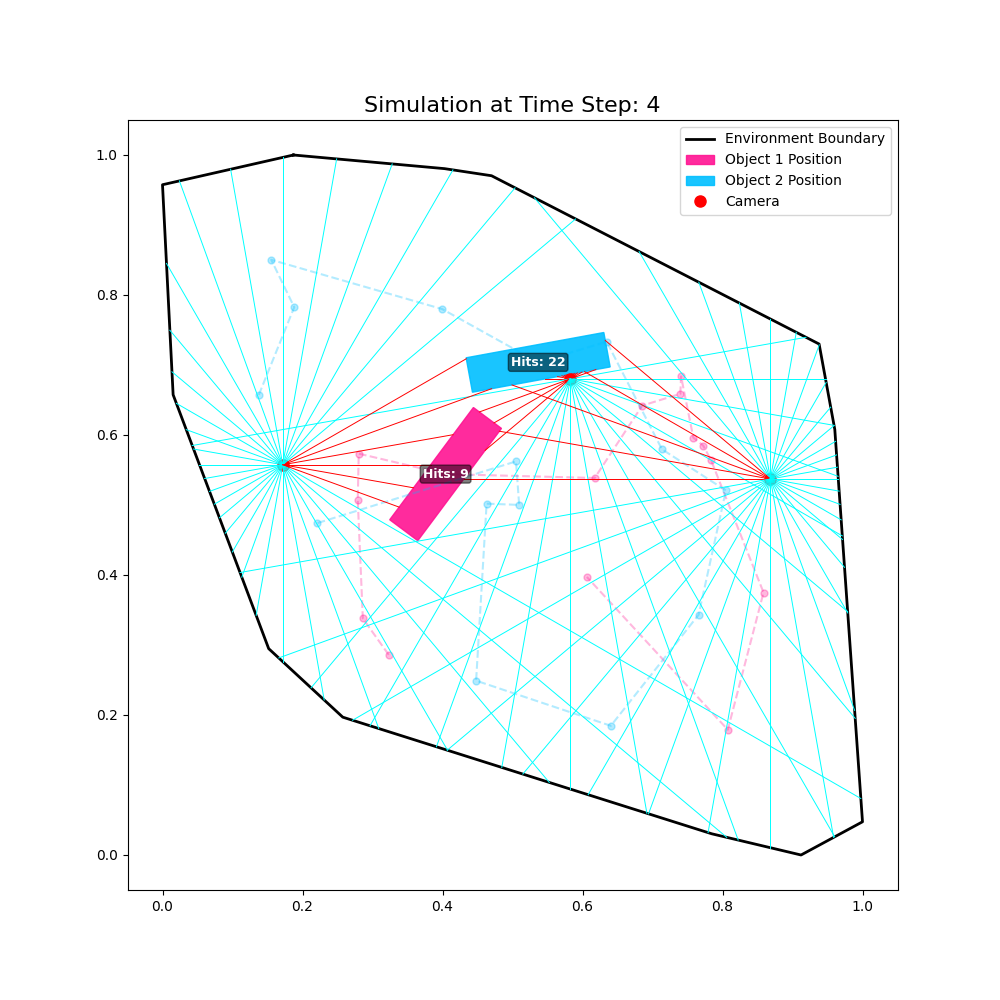 Simulation at Time Step: 4
Environment Boundary
Object 1 Position
Object 2 Position
Camera
Hits: 22
Hits: 9
1.0
0.8
0.6
0.4
0.2
0.0
0.0 0.2 0.4 0.6 0.8 1.0